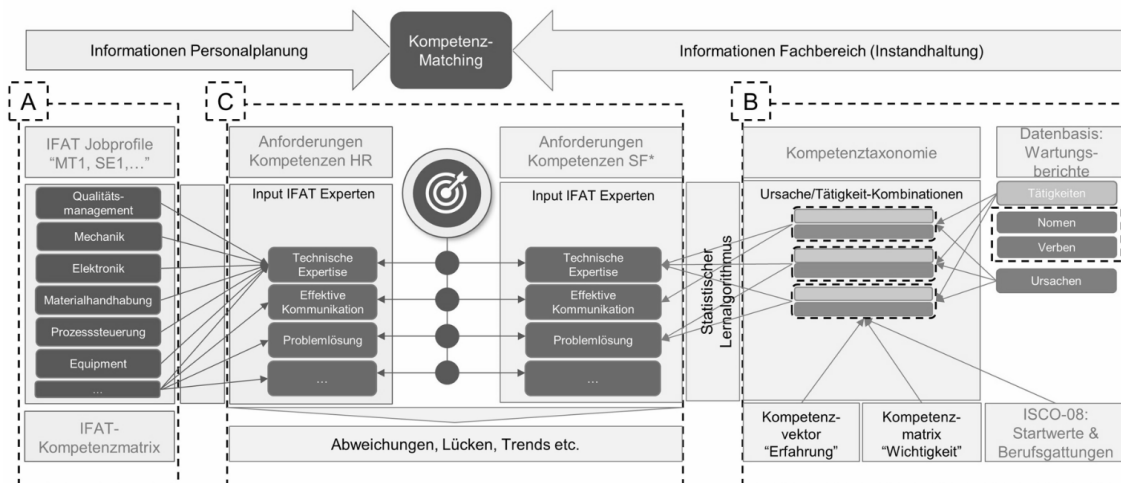 Informationen Personalplanung
Kompetenz-
Matching
Informationen Fachbereich (Instandhaltung)
A
IFAT Jobprofile
“MT1, SE1,…”
Qualitäts-
management
Mechanik
Elektronik
Materialhandhabung
Prozesssteuerung
Equipment
…
IFAT-
Kompetenzmatrix
C
Anforderungen
Kompetenzen HR
Input IFAT Experten
Technische
Expertise
Effektive
Kommunikation
Problemlösung
…
Anforderungen
Kompetenzen SF*
Input IFAT Experten
Technische
Expertise
Effektive
Kommunikation
Problemlösung
…
Abweichungen, Lücken, Trends etc.
Statistischer
Lernalgorithmus
B
Kompetenztaxonomie
Ursache/Tätigkeit-Kombinationen
Datenbasis:
Wartungs-
berichte
Tätigkeiten
Nomen
Verben
Ursachen
Kompetenz-
vektor
“Erfahrung”
Kompetenz-
matrix
“Wichtigkeit”
ISCO-08:
Startwerte &
Berufsgattungen